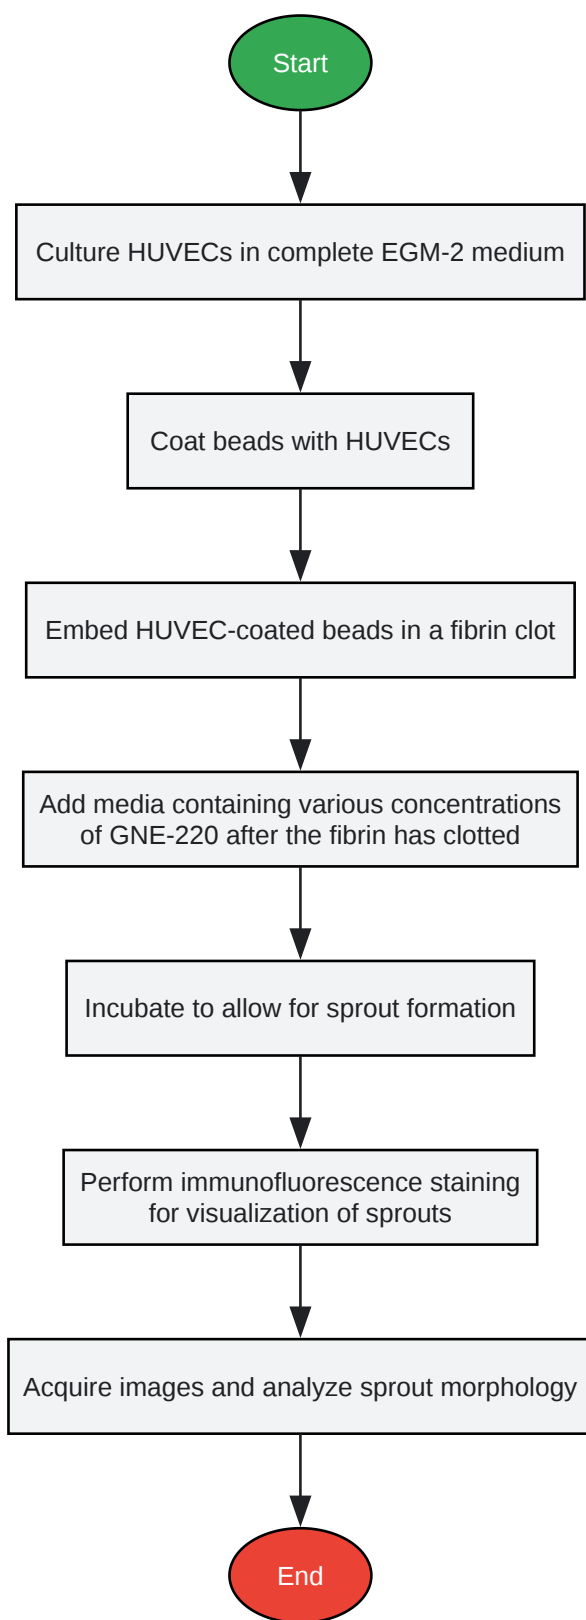 Start
Culture HUVECs in complete EGM-2 medium
Coat beads with HUVECs
Embed HUVEC-coated beads in a fibrin clot
Add media containing various concentrations
of GNE-220 after the fibrin has clotted
Incubate to allow for sprout formation
Perform immunofluorescence staining
for visualization of sprouts
Acquire images and analyze sprout morphology
End